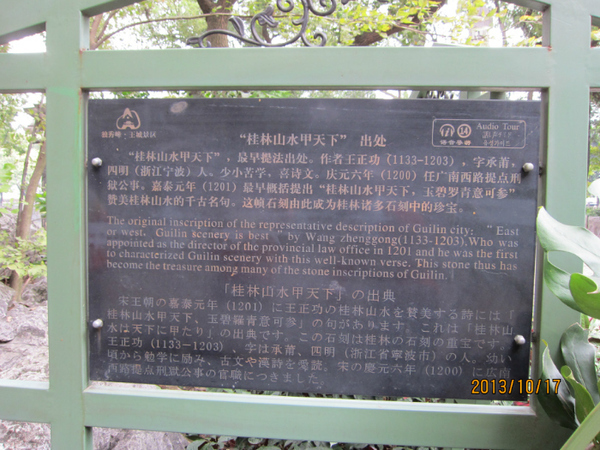 独秀峰·王城景区
"桂林山水甲天下" 出处
Audio Tour
"桂林山水甲天下",最早提法出处。作者王正功(1133-1203),字承甫,
四明(浙江宁波)人。少小苦学,喜诗文。庆元六年(1200)任广南西路提点刑
狱公事。嘉泰元年(1201)最早概括提出"桂林山水甲天下,玉碧罗青意可参"
赞美桂林山水的千古名句。这帧石刻由此成为桂林诸多石刻中的珍宝。
The original inscription of the representative description of Guilin city: " East
or west, Guilin scenery is best " by Wang zhenggong(1133-1203).Who was
appointed as the director of the provincial law office in 1201 and he was the first
to characterized Guilin scenery with this well-known verse. This stone thus has
become the treasure among many of the stone inscriptions of Guilin.
「桂林山水甲天下」の出典
宋王朝の嘉泰元年(1201)に王正功の桂林山水を賛美する詩には「
桂林山水甲天下、玉碧羅青意可参」の句があります。これは「桂林山
水は天下に甲たり」の出典です。この石刻は桂林の石刻の重宝です。
王正功(1133-1203)、字は承甫、四明(浙江省寧波市)の人。幼い
頃から勉学に励み、古文や漢詩を愛読。宋の慶元六年(1200)に広南
西路提点刑獄公事の官職につきました。
2013/10/17